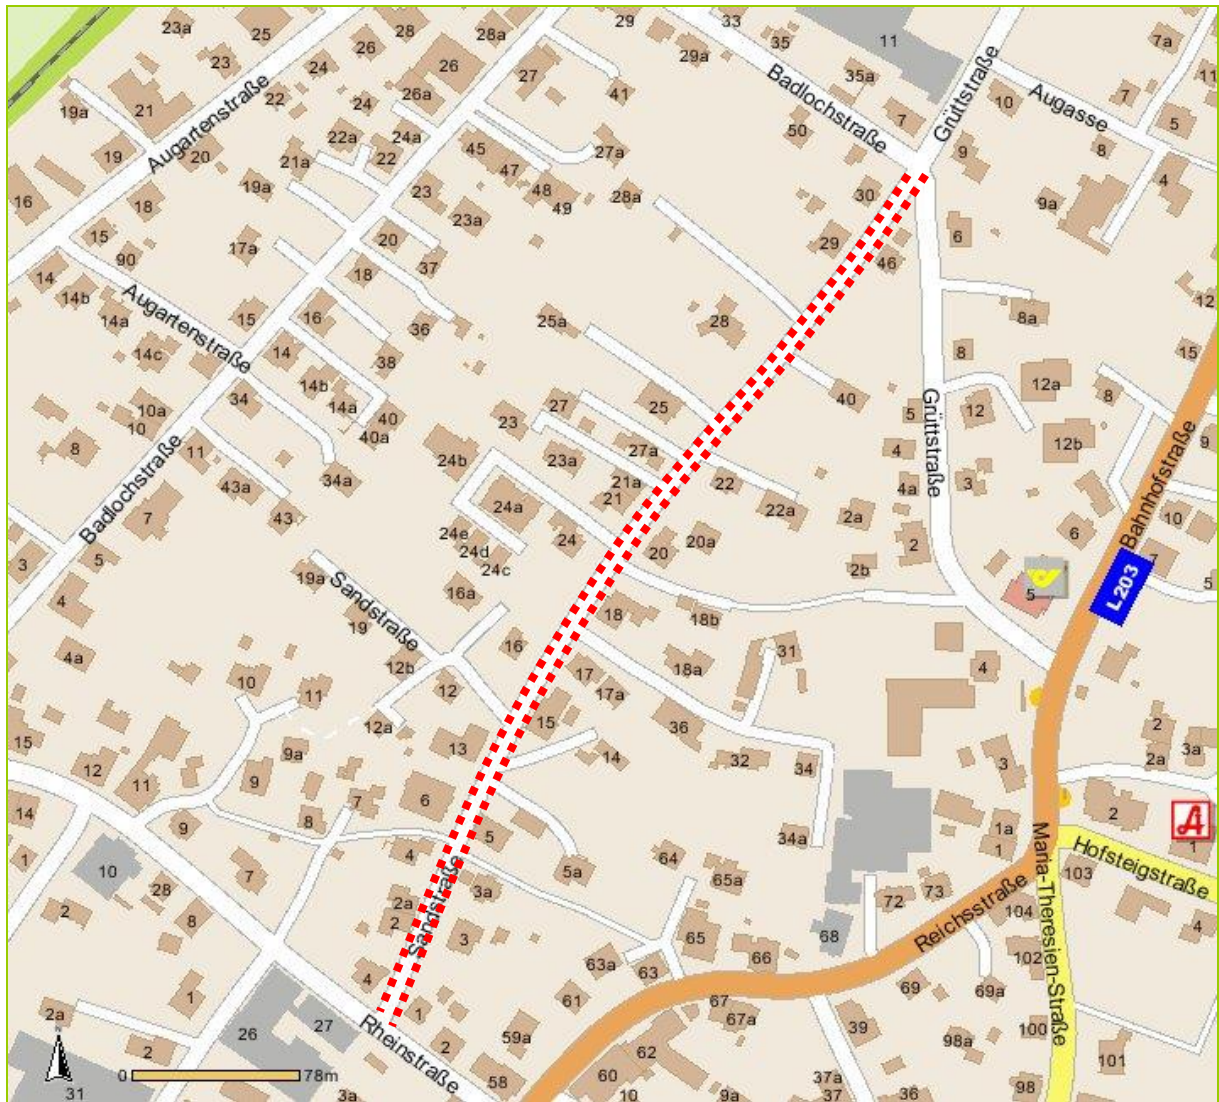 23a
25
28
28a
29
33
35
11
7a
26
26
27
29a
35a
11
23
24
22
24
26a
41
Badlochstraße
Grüttstraße
10
Augasse
7
5
19a
21
Augartenstraße
22a
24a
45
50
7
8
19
20
21a
22
47
27a
9
4
16
18
19a
23
48
49
28a
30
9a
15
23a
90
17a
20
37
29
6
46
14
14b
18
Augartenstraße
14a
15
16
36
25a
28
8a
12
14c
14
38
8
15
14b
12a
34
14a
40
27
25
40
5
12
8
10a
10
40a
23
Grüttstraße
8
11
24b
23a
27a
4
12b
9
Badlochstraße
43a
34a
21a
21
22
4a
3
Bahnhofstraße
7
43
24a
22a
2a
6
10
3
5
24e
24d
24
20
20a
2
7
24c
2b
L203
5
5
4
19a
Sandstraße
16a
18
18b
19
4a
12b
16
17
18a
31
4
10
11
12
17a
12a
15
36
2
15
9a
13
14
32
34
3
2a
3a
12
11
9
7
6
5
34a
1a
2
14
9
8
4
1
1
1
10
28
7
5a
64
65a
Maria-Theresien-Straße
Hofsteigstraße
103
2
8
2a
2
Sandstraße
3a
3
72
73
104
4
65
68
Reichsstraße
63a
63
66
102
1
4
61
69
69a
2a
1
Rheinstraße
67
67a
26
27
2
59a
39
98a
100
2
62
101
0
78m
31
3a
58
60
10
9a
37a
37
36
98